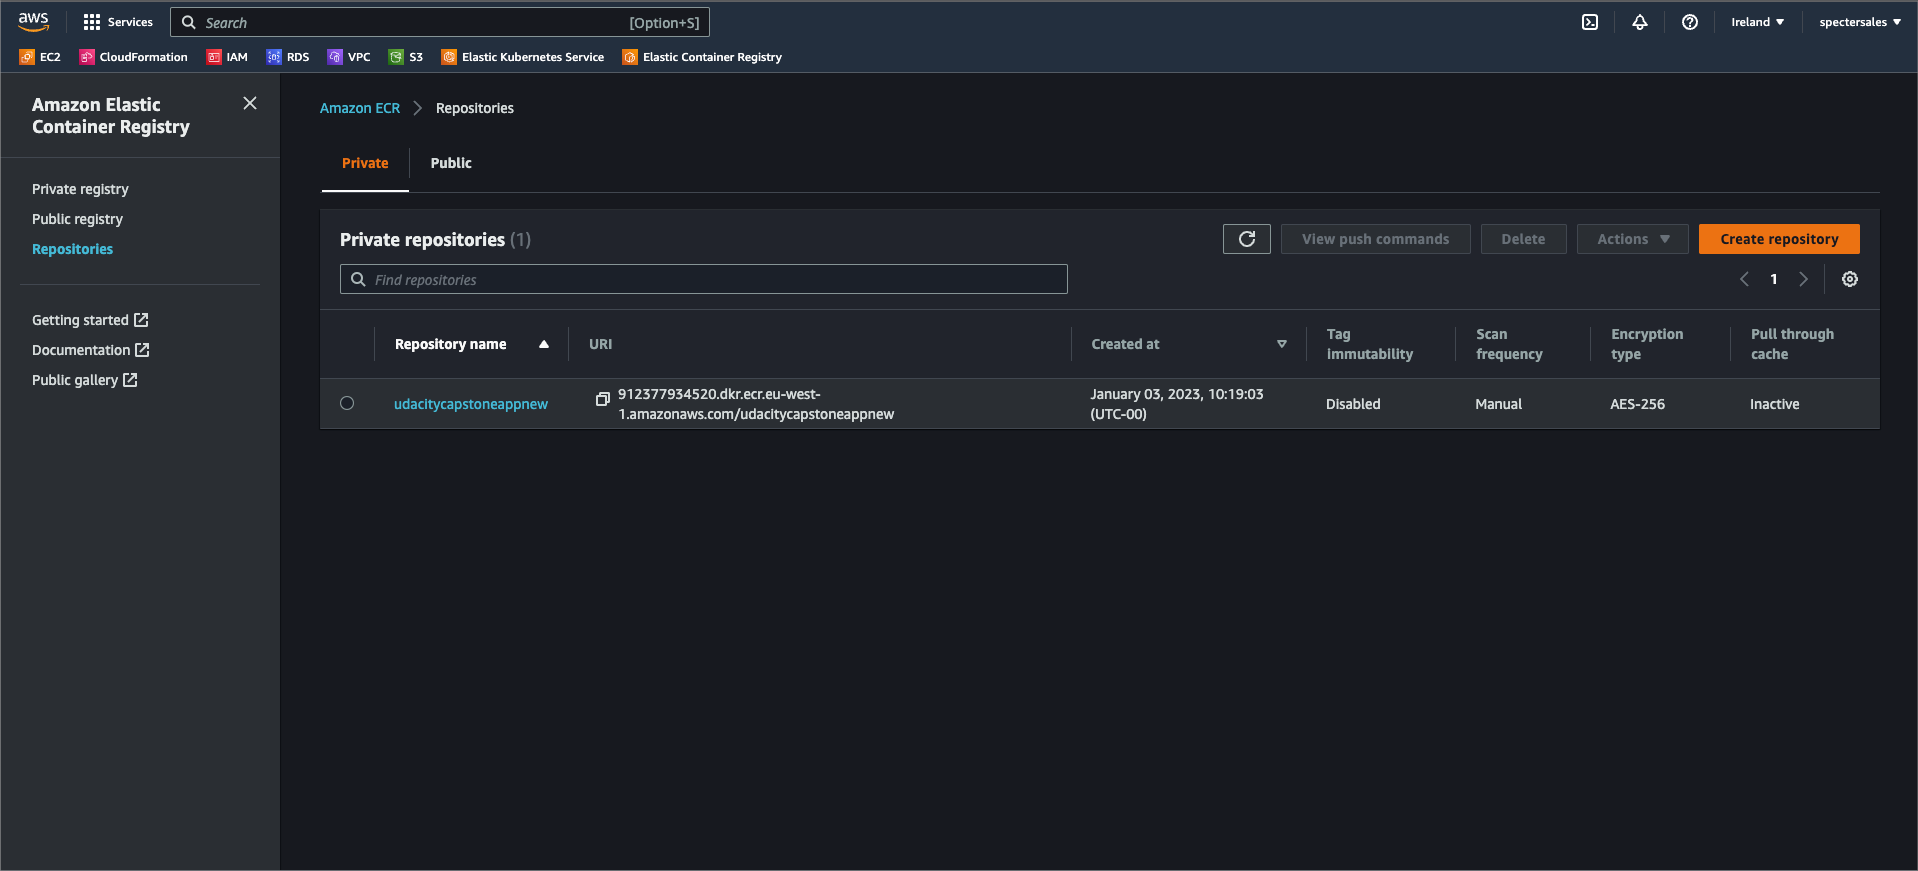 aws
Services
Search
[Option+S]
Ireland
spectersales
EC2
CloudFormation
IAM
RDS
VPC
S3
Elastic Kubernetes Service
Elastic Container Registry
Amazon Elastic
Container Registry
Private registry
Public registry
Repositories
Getting started
Documentation
Public gallery
Amazon ECR
Repositories
Private
Public
Private repositories (1)
View push commands
Delete
Actions
Create repository
Find repositories
1
Repository name
URI
Created at
Tag
immutability
Scan
frequency
Encryption
type
Pull through
cache
udacitycapstoneappnew
912377934520.dkr.ecr.eu-west-
1.amazonaws.com/udacitycapstoneappnew
January 03, 2023, 10:19:03
(UTC-00)
Disabled
Manual
AES-256
Inactive